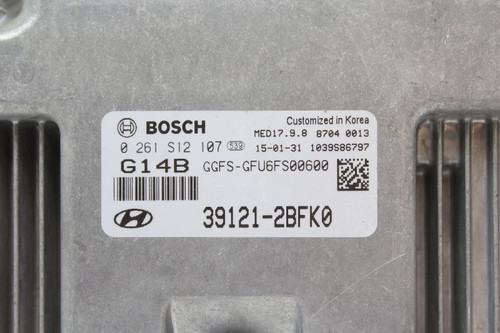 BOSCH
Customized in Korea
MED17.9.8 8704 0013
0 261 S12 107 539
15-01-31 1039S86797
G14B GGFS-GFU6FS00600
39121-2BFK0